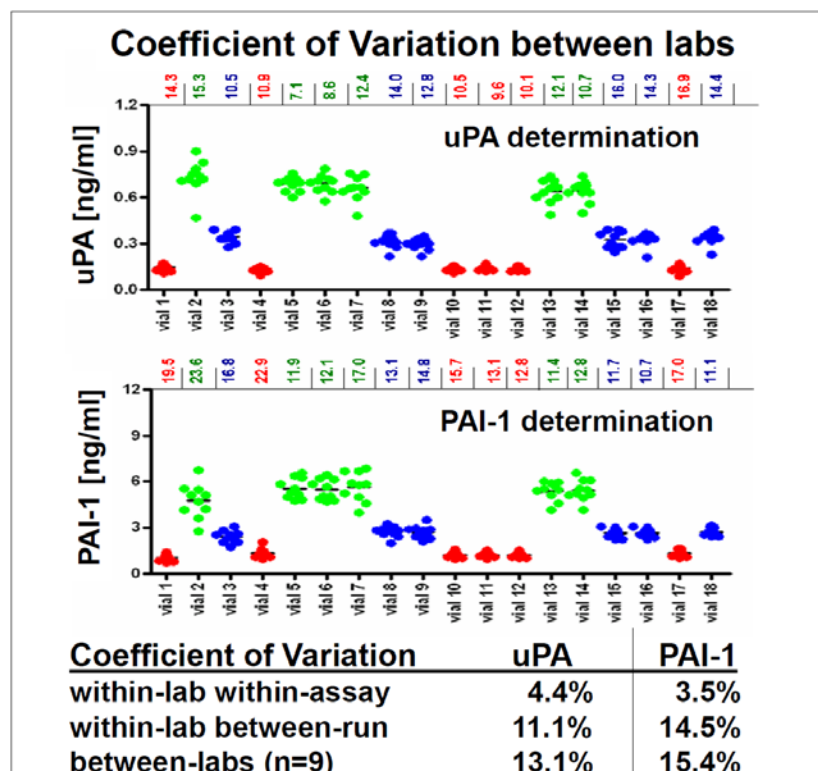 Coefficient of Variation between labs
14.3 15.3 10.5 10.9 7.1 8.6 12.4 14.0 12.8 10.5 9.6 10.1 12.1 10.7 16.0 14.3 16.9 14.4
uPA determination
uPA [ng/ml]
1.2
0.9
0.6
0.3
0.0
vial 1 vial 2 vial 3 vial 4 vial 5 vial 6 vial 7 vial 8 vial 9 vial 10 vial 11 vial 12 vial 13 vial 14 vial 15 vial 16 vial 17 vial 18
19.5 23.6 16.8 22.9 11.9 12.1 17.0 13.1 14.8 15.7 13.1 12.8 11.4 12.8 11.7 10.7 17.0 11.1
PAI-1 determination
PAI-1 [ng/ml]
12
9
6
3
0
vial 1 vial 2 vial 3 vial 4 vial 5 vial 6 vial 7 vial 8 vial 9 vial 10 vial 11 vial 12 vial 13 vial 14 vial 15 vial 16 vial 17 vial 18
Coefficient of Variation uPA PAI-1
within-lab within-assay 4.4% 3.5%
within-lab between-run 11.1% 14.5%
between-labs (n=9) 13.1% 15.4%